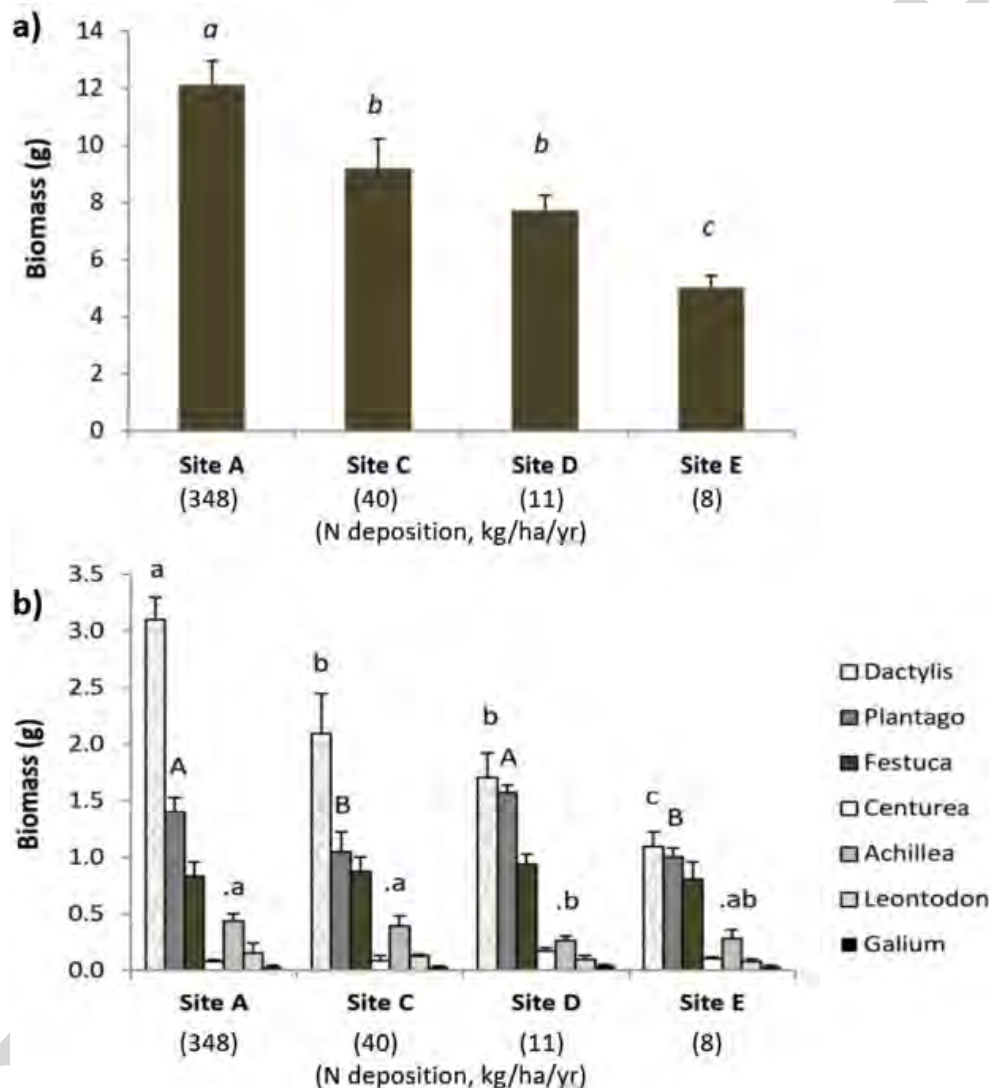 a)
14
12
10
8
6
4
2
0
Biomass (g)
a
b
b
c
Site A Site C Site D Site E
(348) (40) (11) (8)
(N deposition, kg/ha/yr)
b)
3.5
3.0
2.5
2.0
1.5
1.0
0.5
0.0
Biomass (g)
a
A
.a
b
B
.a
b
A
.b
c
B
.ab
Dactylis
Plantago
Festuca
Centurea
Achillea
Leontodon
Galium
Site A Site C Site D Site E
(348) (40) (11) (8)
(N deposition, kg/ha/yr)